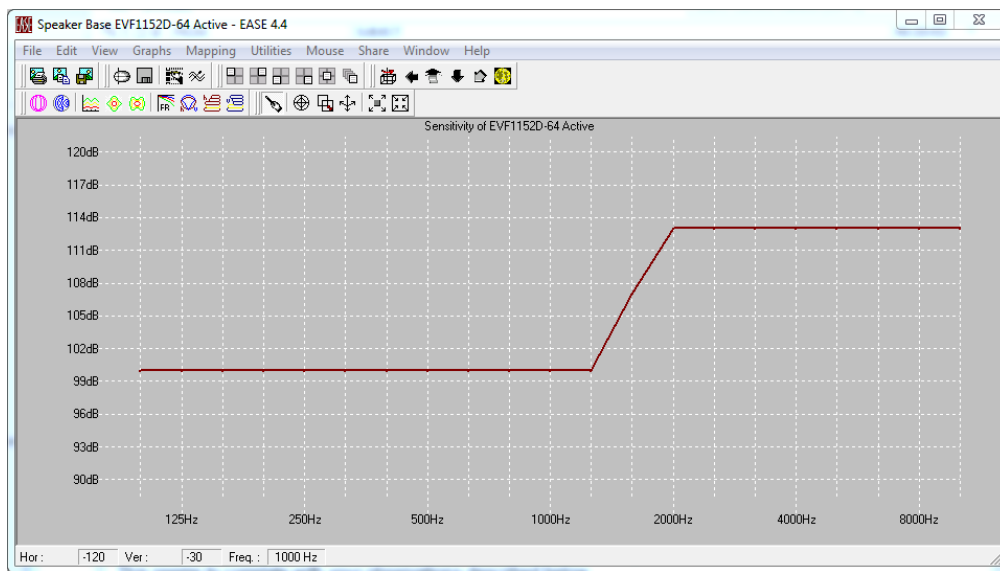 EASE Speaker Base EVF1152D-64 Active - EASE 4.4
File Edit View Graphs Mapping Utilities Mouse Share Window Help
FR
Sensitivity of EVF1152D-64 Active
120dB
117dB
114dB
111dB
108dB
105dB
102dB
99dB
96dB
93dB
90dB
125Hz 250Hz 500Hz 1000Hz 2000Hz 4000Hz 8000Hz
Hor : -120 Ver : -30 Freq. : 1000 Hz